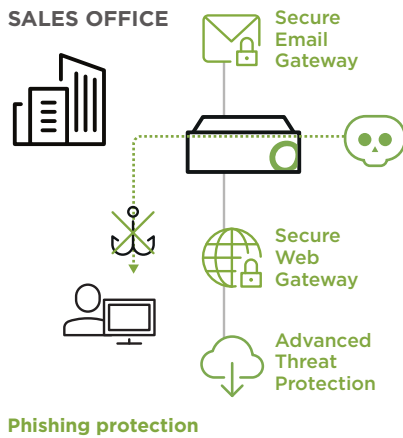 SALES OFFICE
Secure
Email
Gateway
Secure
Web
Gateway
Advanced
Threat
Protection
Phishing protection